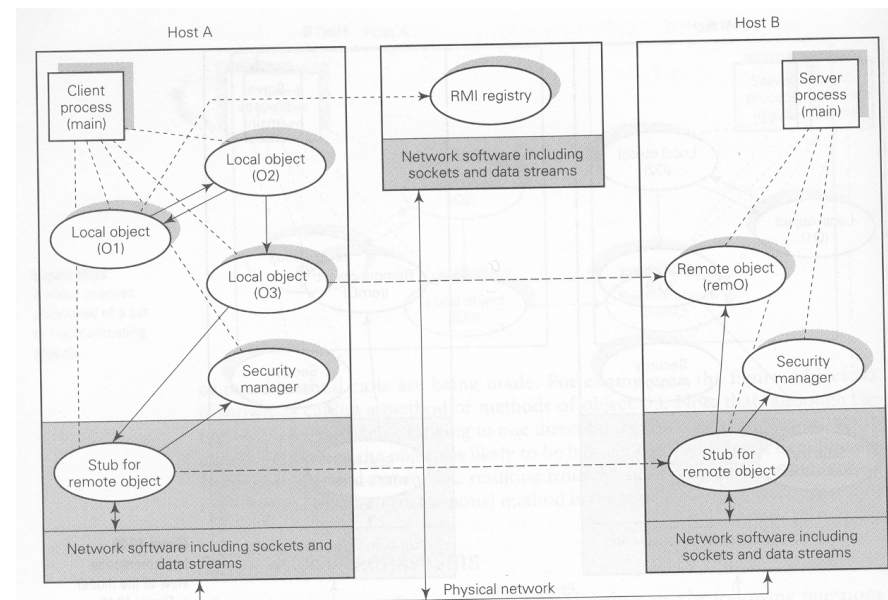 Host A
Client
process
(main)
Local object
(O2)
Local object
(O1)
Local object
(O3)
Security
manager
Stub for
remote object
Network software including sockets and
data streams
RMI registry
Network software including
sockets and data streams
Physical network
Host B
Server
process
(main)
Remote object
(remO)
Security
manager
Stub for
remote object
Network software including
sockets and data streams